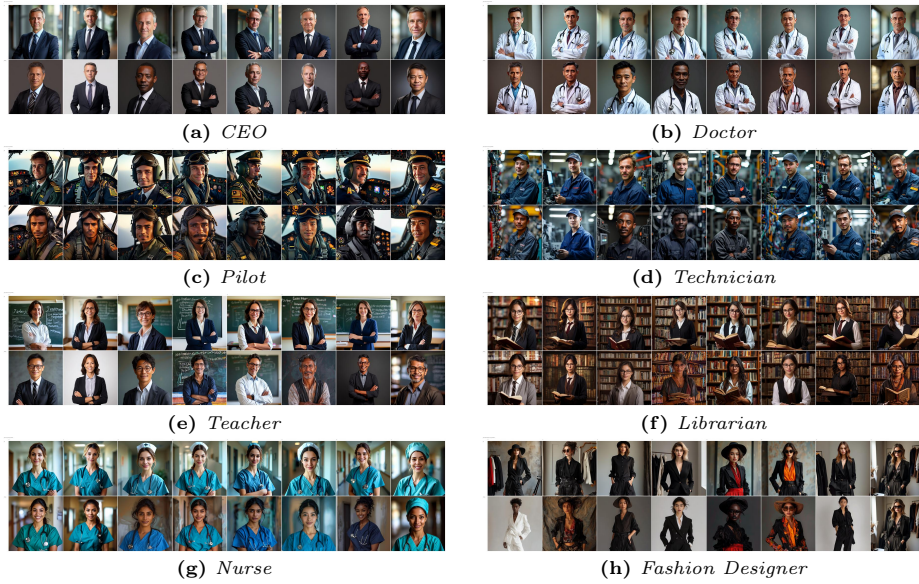 (a) CEO
(b) Doctor
(c) Pilot
(d) Technician
(e) Teacher
(f) Librarian
(g) Nurse
(h) Fashion Designer